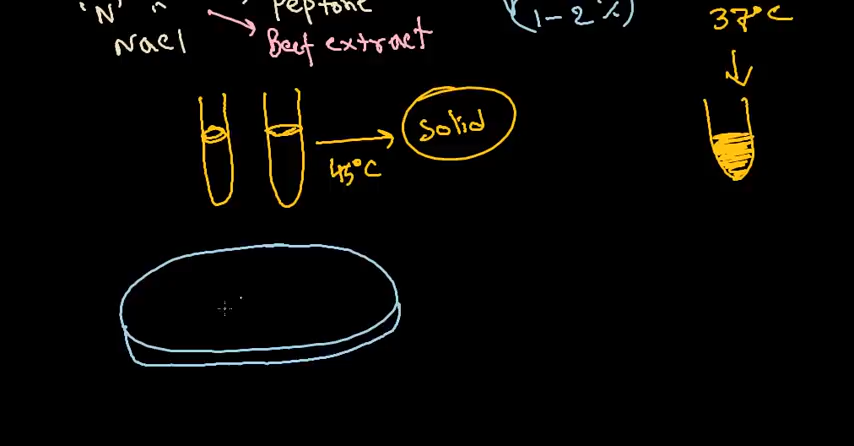 'N' "
Peptone
(1-2%)
37°C
Nacl
Beef extract
Solid
45°C